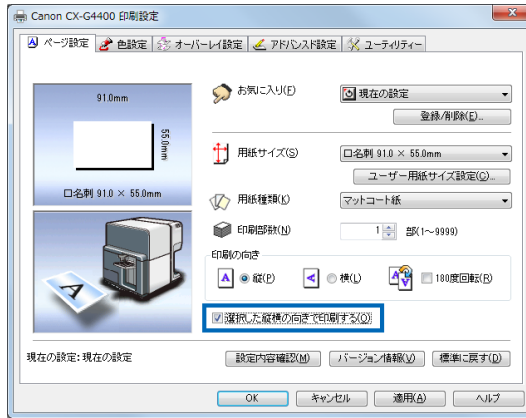 Canon CX-G4400 印刷設定
ページ設定 色設定 オーバーレイ設定 アドバンスド設定 ユーティリティー
91.0mm
55.0mm
口名刺 91.0 × 55.0mm
お気に入り(F) 現在の設定
登録/削除(E)...
用紙サイズ(S) 口名刺 91.0 × 55.0mm
ユーザー用紙サイズ設定(C)...
用紙種類(K) マットコート紙
印刷部数(N) 1 部(1～9999)
印刷の向き
A 縦(P) A 横(L) 180度回転(R)
選択した縦横の向きで印刷する(O)
現在の設定:現在の設定
設定内容確認(M) バージョン情報(V) 標準に戻す(D)
OK キャンセル 適用(A) ヘルプ